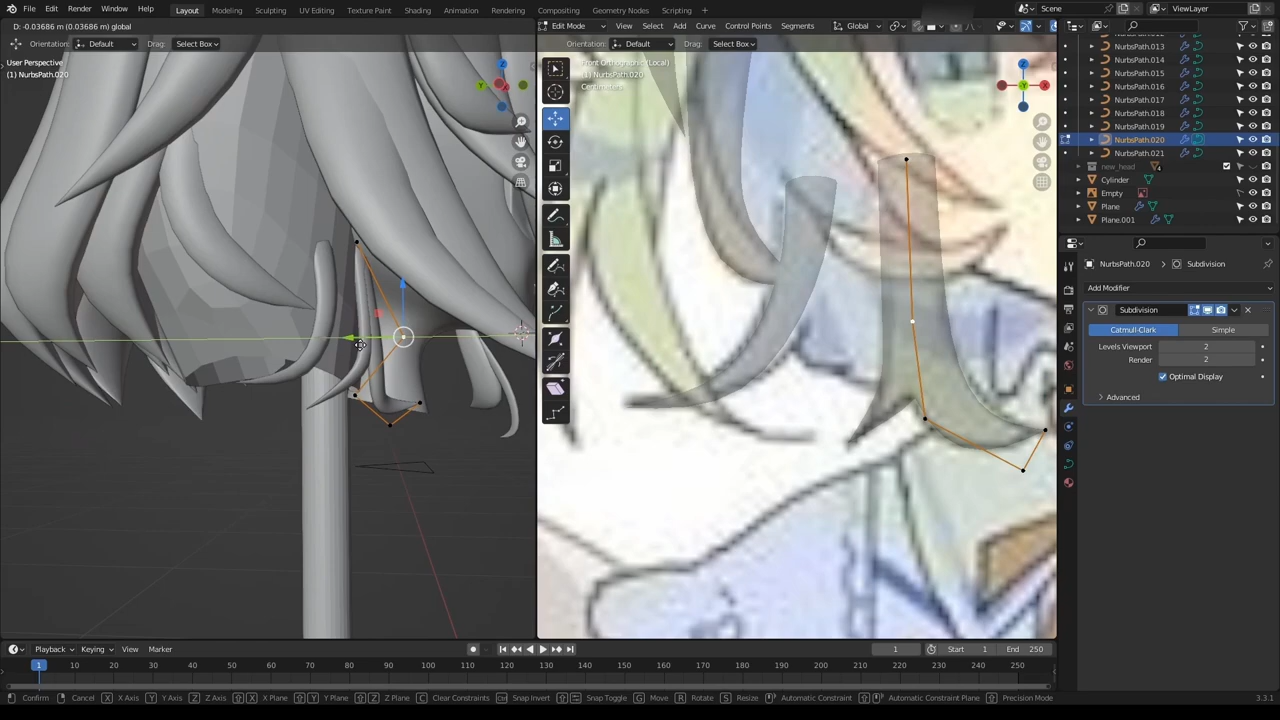 File Edit Render Window Help Layout Modeling Sculpting UV Editing Texture Paint Shading Animation Rendering Compositing Geometry Nodes Scripting Scene ViewLayer
D: -0.03686 m (0.03686 m) global
Edit Mode View Select Add Curve Control Points Segments Global
Orientation: Default Drag: Select Box
Orientation: Default Drag: Select Box
User Perspective
(1) NurbsPath.020
Front Orthographic (Local)
(1) NurbsPath.020
Centimeters
NurbsPath.013
NurbsPath.014
NurbsPath.015
NurbsPath.016
NurbsPath.017
NurbsPath.018
NurbsPath.019
NurbsPath.020
NurbsPath.021
new_head
Cylinder
Empty
Plane
Plane.001
NurbsPath.020 Subdivision
Add Modifier
Subdivision
Catmull-Clark Simple
Levels Viewport 2
Render 2
Optimal Display
Advanced
Playback Keying View Marker 1 Start 1 End 250
1 10 20 30 40 50 60 70 80 90 100 110 120 130 140 150 160 170 180 190 200 210 220 230 240 250
Confirm Cancel X X Axis Y Y Axis Z Z Axis X X Plane Y Y Plane Z Z Plane C Clear Constraints Snap Invert Snap Toggle G Move R Rotate S Resize Automatic Constraint Automatic Constraint Plane Precision Mode 3.3.1